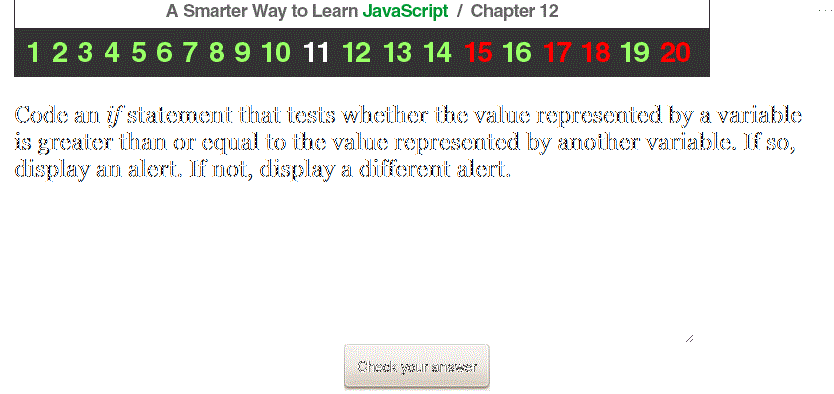 A Smarter Way to Learn JavaScript / Chapter 12
1 2 3 4 5 6 7 8 9 10 11 12 13 14 15 16 17 18 19 20
Code an if statement that tests whether the value represented by a variable
is greater than or equal to the value represented by another variable. If so,
display an alert. If not, display a different alert.
Check your answer